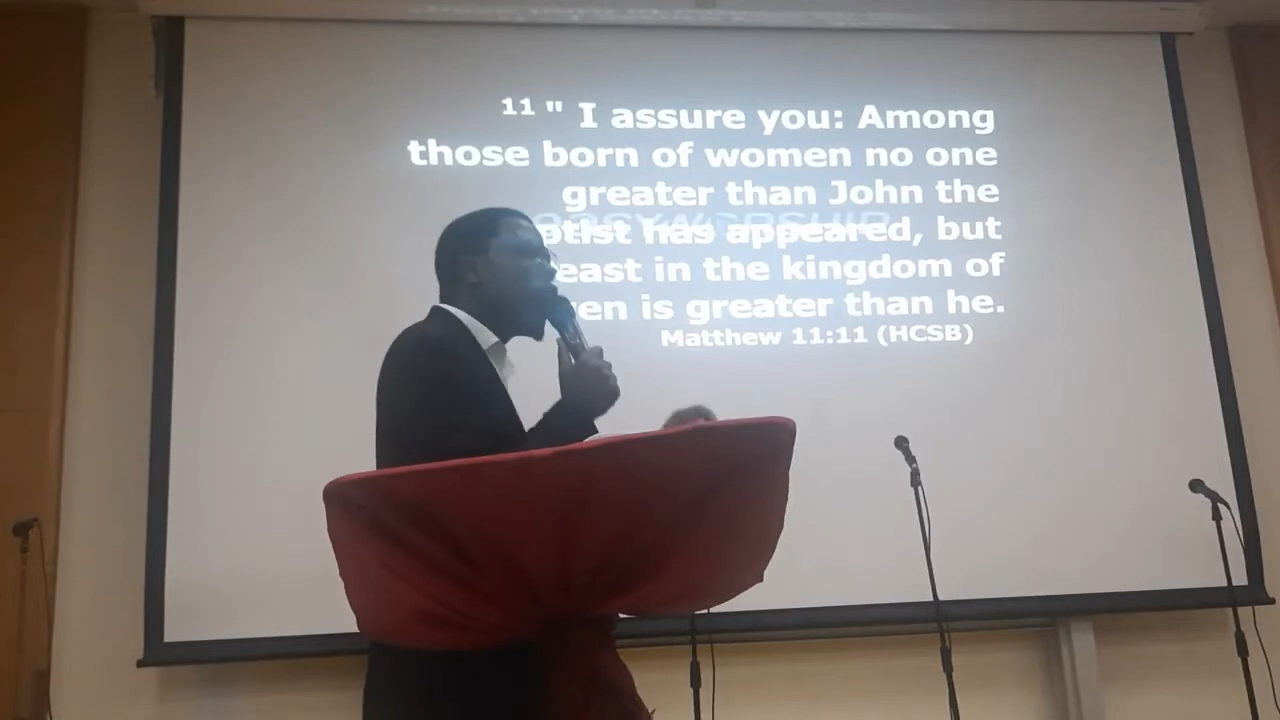 11 " I assure you: Among
those born of women no one
greater than John the
has appeared, but
in the kingdom of
is greater than he.
Matthew 11:11 (HCSB)